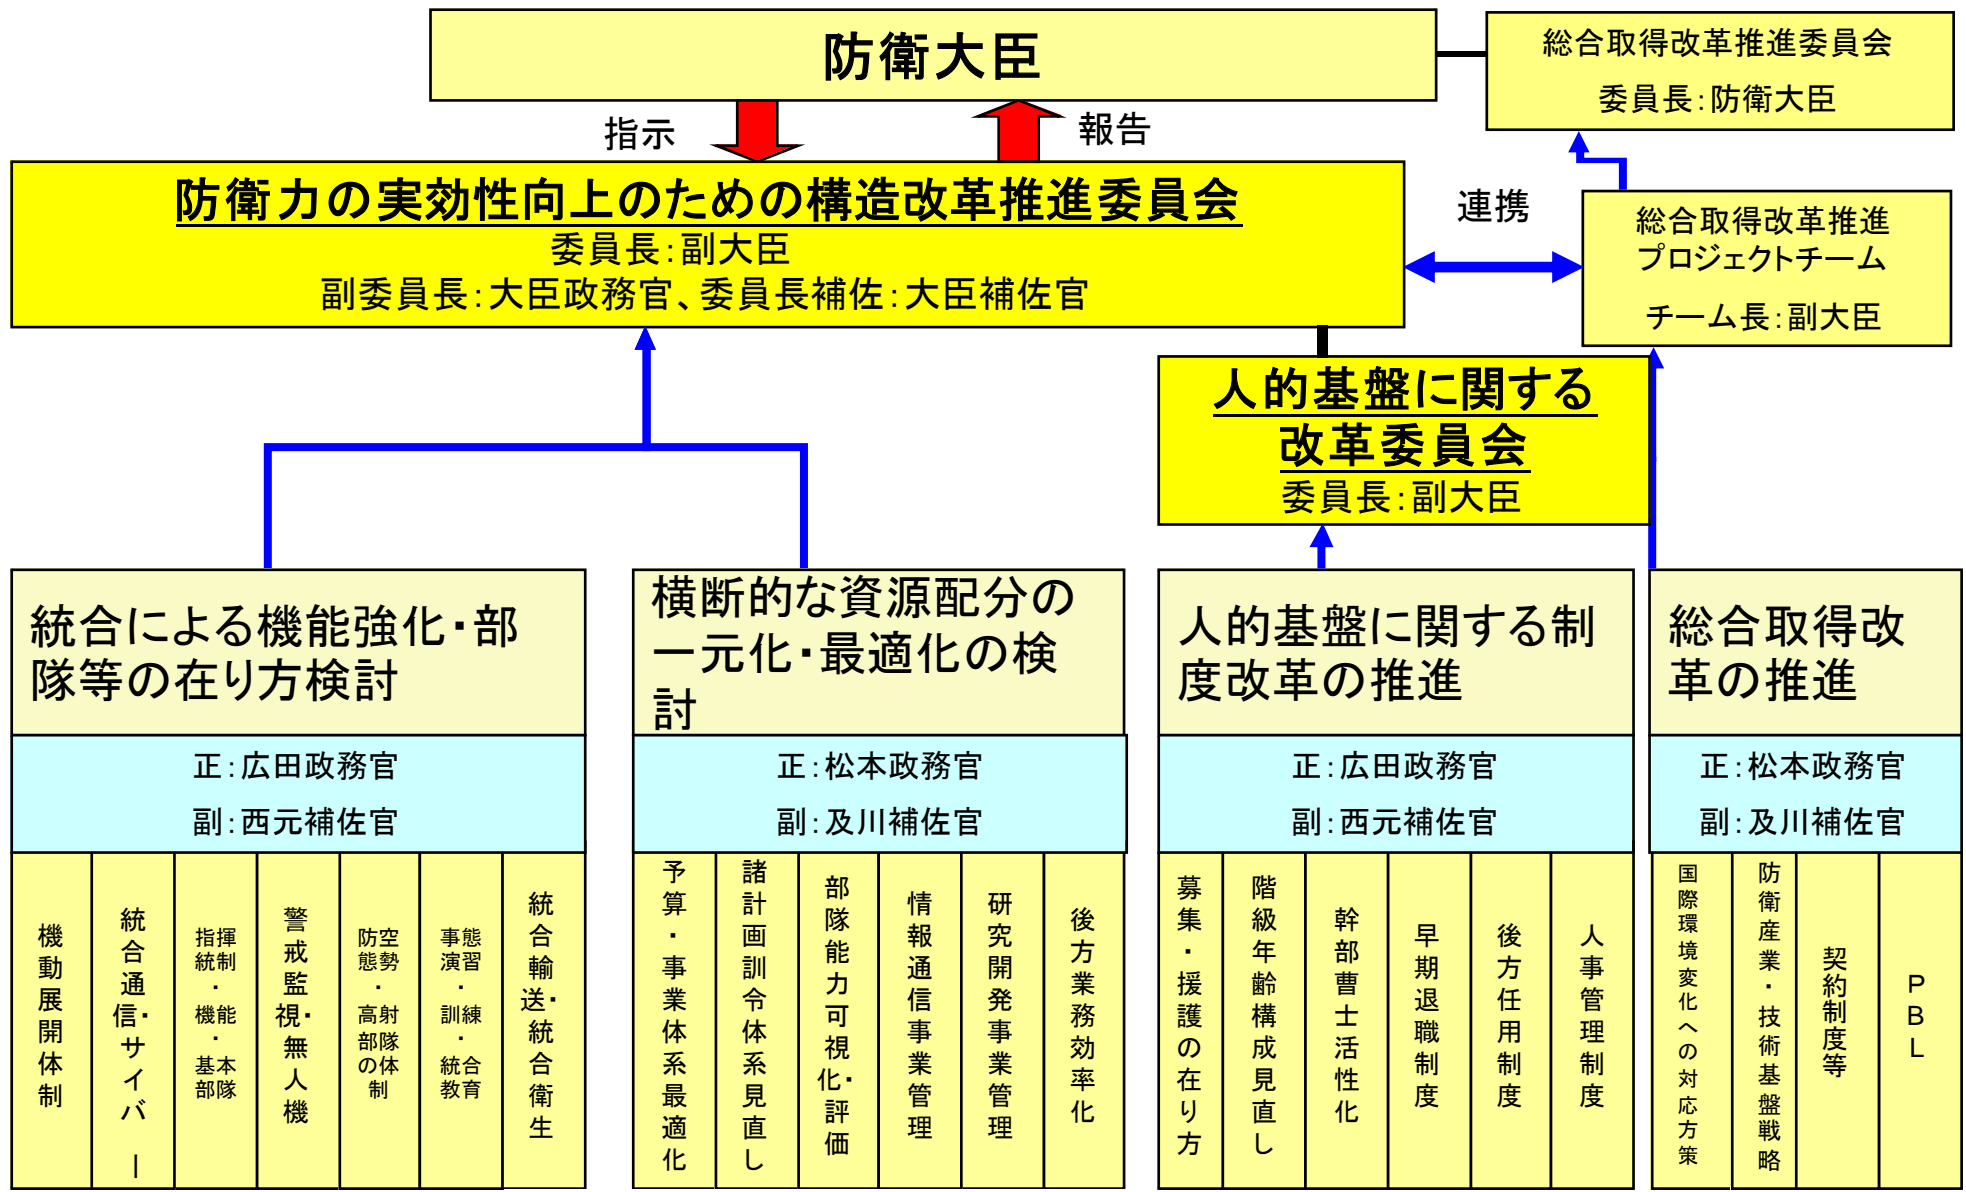 防衛大臣
総合取得改革推進委員会
委員長：防衛大臣
指示
報告
防衛力の実効性向上のための構造改革推進委員会
委員長：副大臣
副委員長：大臣政務官、委員長補佐：大臣補佐官
連携
総合取得改革推進
プロジェクトチーム
チーム長：副大臣
人的基盤に関する
改革委員会
委員長：副大臣
統合による機能強化・部
隊等の在り方検討
正：広田政務官
副：西元補佐官
機動展開体制
統合通信・サイバー
指揮統制・機能・基本部隊
警戒監視・無人機
防空態勢・高射部隊の体制
事態演習・訓練・統合教育
統合輸送・統合衛生
横断的な資源配分の
一元化・最適化の検
討
正：松本政務官
副：及川補佐官
予算・事業体系最適化
諸計画訓令体系見直し
部隊能力可視化・評価
情報通信事業管理
研究開発事業管理
後方業務効率化
人的基盤に関する制
度改革の推進
正：広田政務官
副：西元補佐官
募集・援護の在り方
階級年齢構成見直し
幹部曹士活性化
早期退職制度
後方任用制度
人事管理制度
総合取得改
革の推進
正：松本政務官
副：及川補佐官
国際環境変化への対応方策
防衛産業・技術基盤戦略
契約制度等
ＰＢＬ